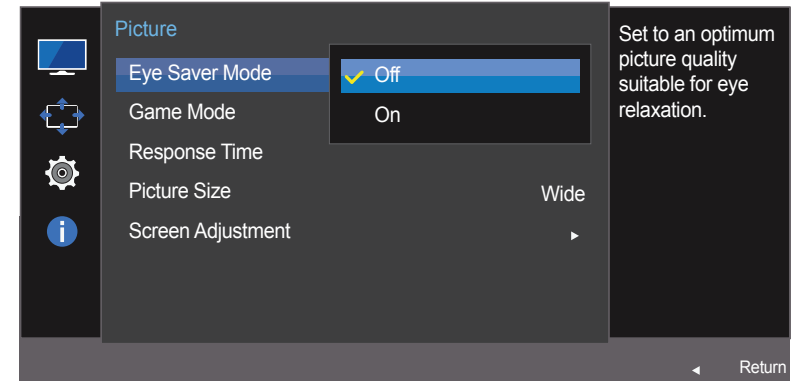 Picture
Eye Saver Mode
Off
Game Mode
On
Response Time
Picture Size Wide
Screen Adjustment
Set to an optimum
picture quality
suitable for eye
relaxation.
Return